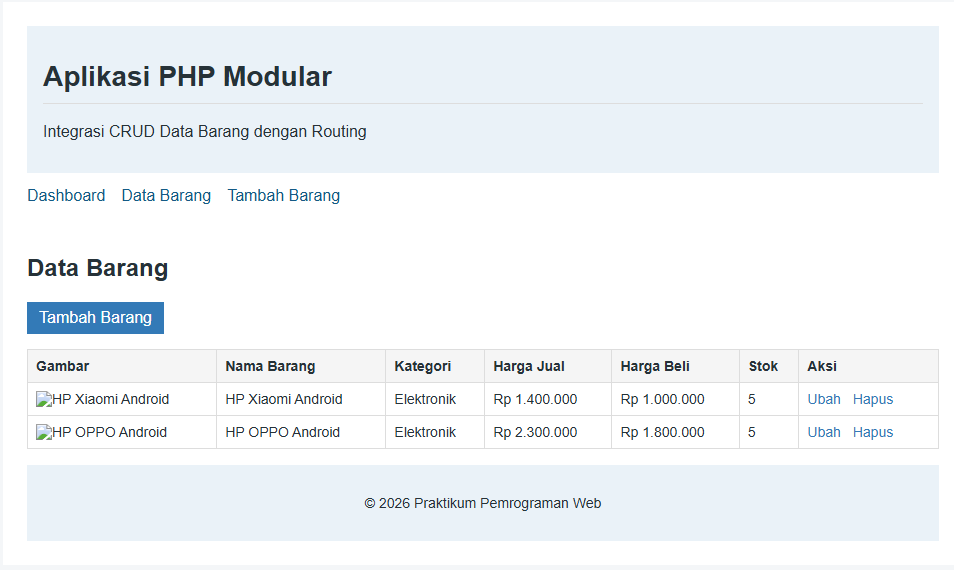 Aplikasi PHP Modular
Integrasi CRUD Data Barang dengan Routing
Dashboard Data Barang Tambah Barang
Data Barang
Tambah Barang
Gambar Nama Barang Kategori Harga Jual Harga Beli Stok Aksi
HP Xiaomi Android HP Xiaomi Android Elektronik Rp 1.400.000 Rp 1.000.000 5 Ubah Hapus
HP OPPO Android HP OPPO Android Elektronik Rp 2.300.000 Rp 1.800.000 5 Ubah Hapus
© 2026 Praktikum Pemrograman Web